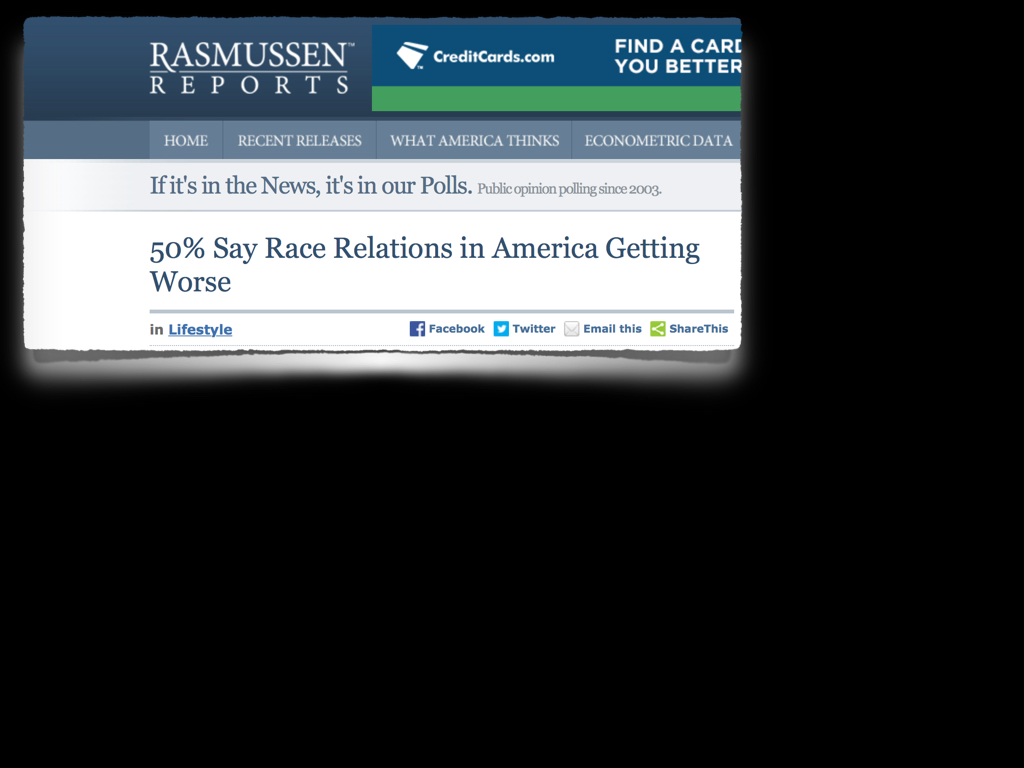 RASMUSSEN™
REPORTS
CreditCards.com
FIND A CARD
YOU BETTER
HOME RECENT RELEASES WHAT AMERICA THINKS ECONOMETRIC DATA
If it's in the News, it's in our Polls. Public opinion polling since 2003.
50% Say Race Relations in America Getting
Worse
in Lifestyle
Facebook Twitter Email this ShareThis